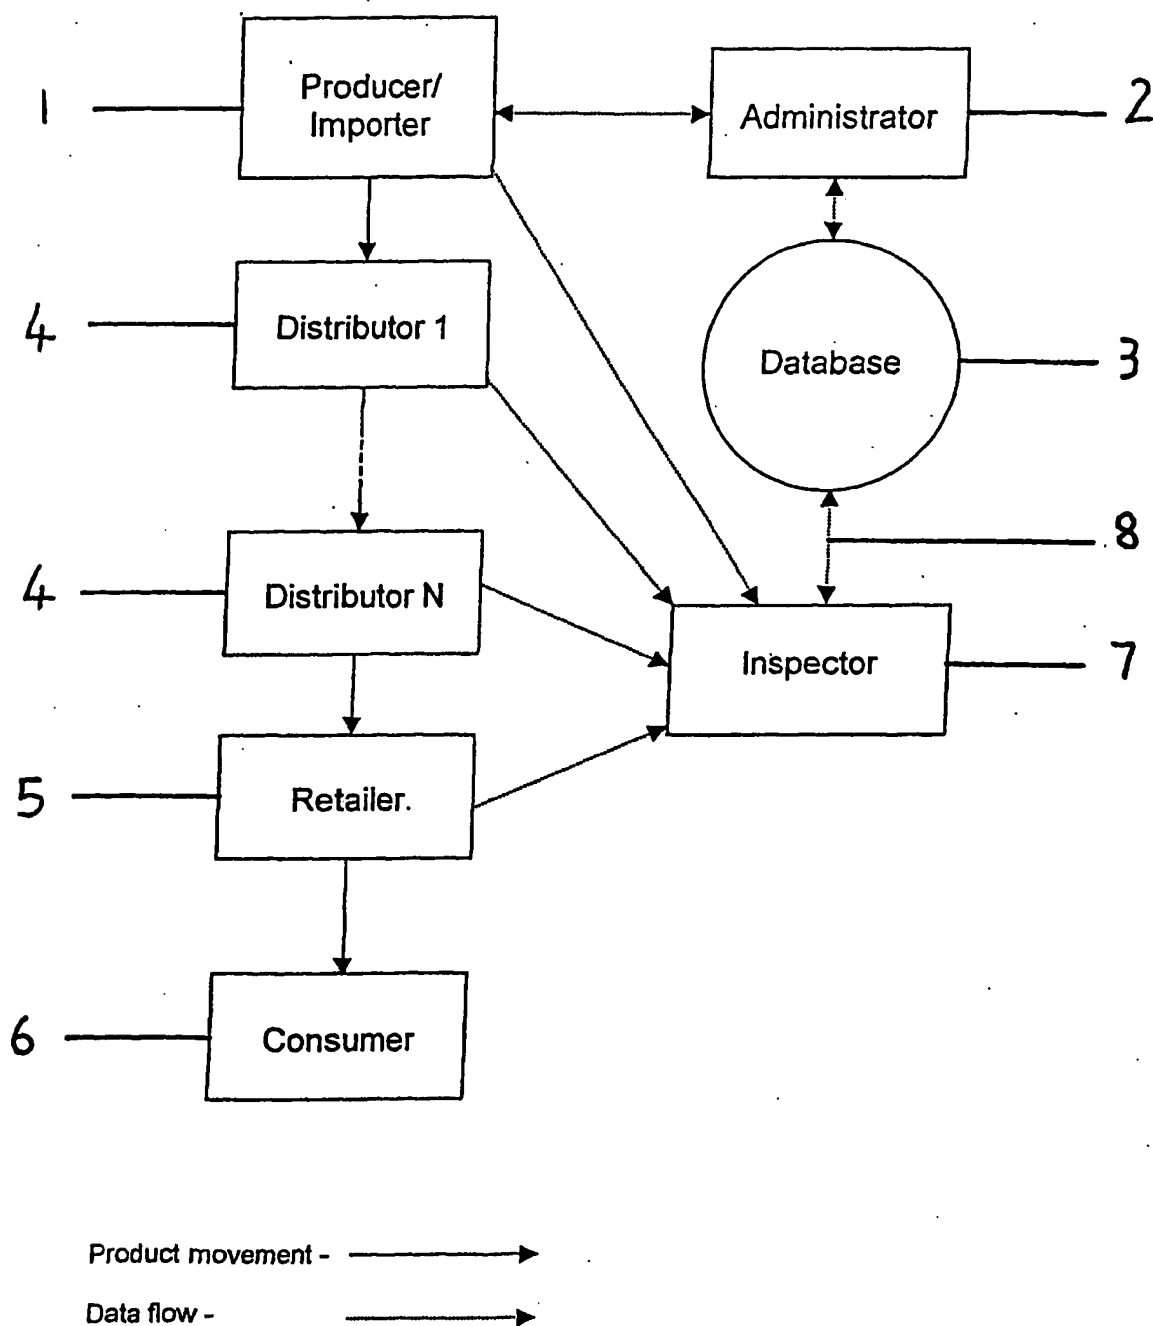 1
Producer/
Importer
Administrator
2
4
Distributor 1
Database
3
8
4
Distributor N
Inspector
7
5
Retailer.
6
Consumer
Product movement -
Data flow -